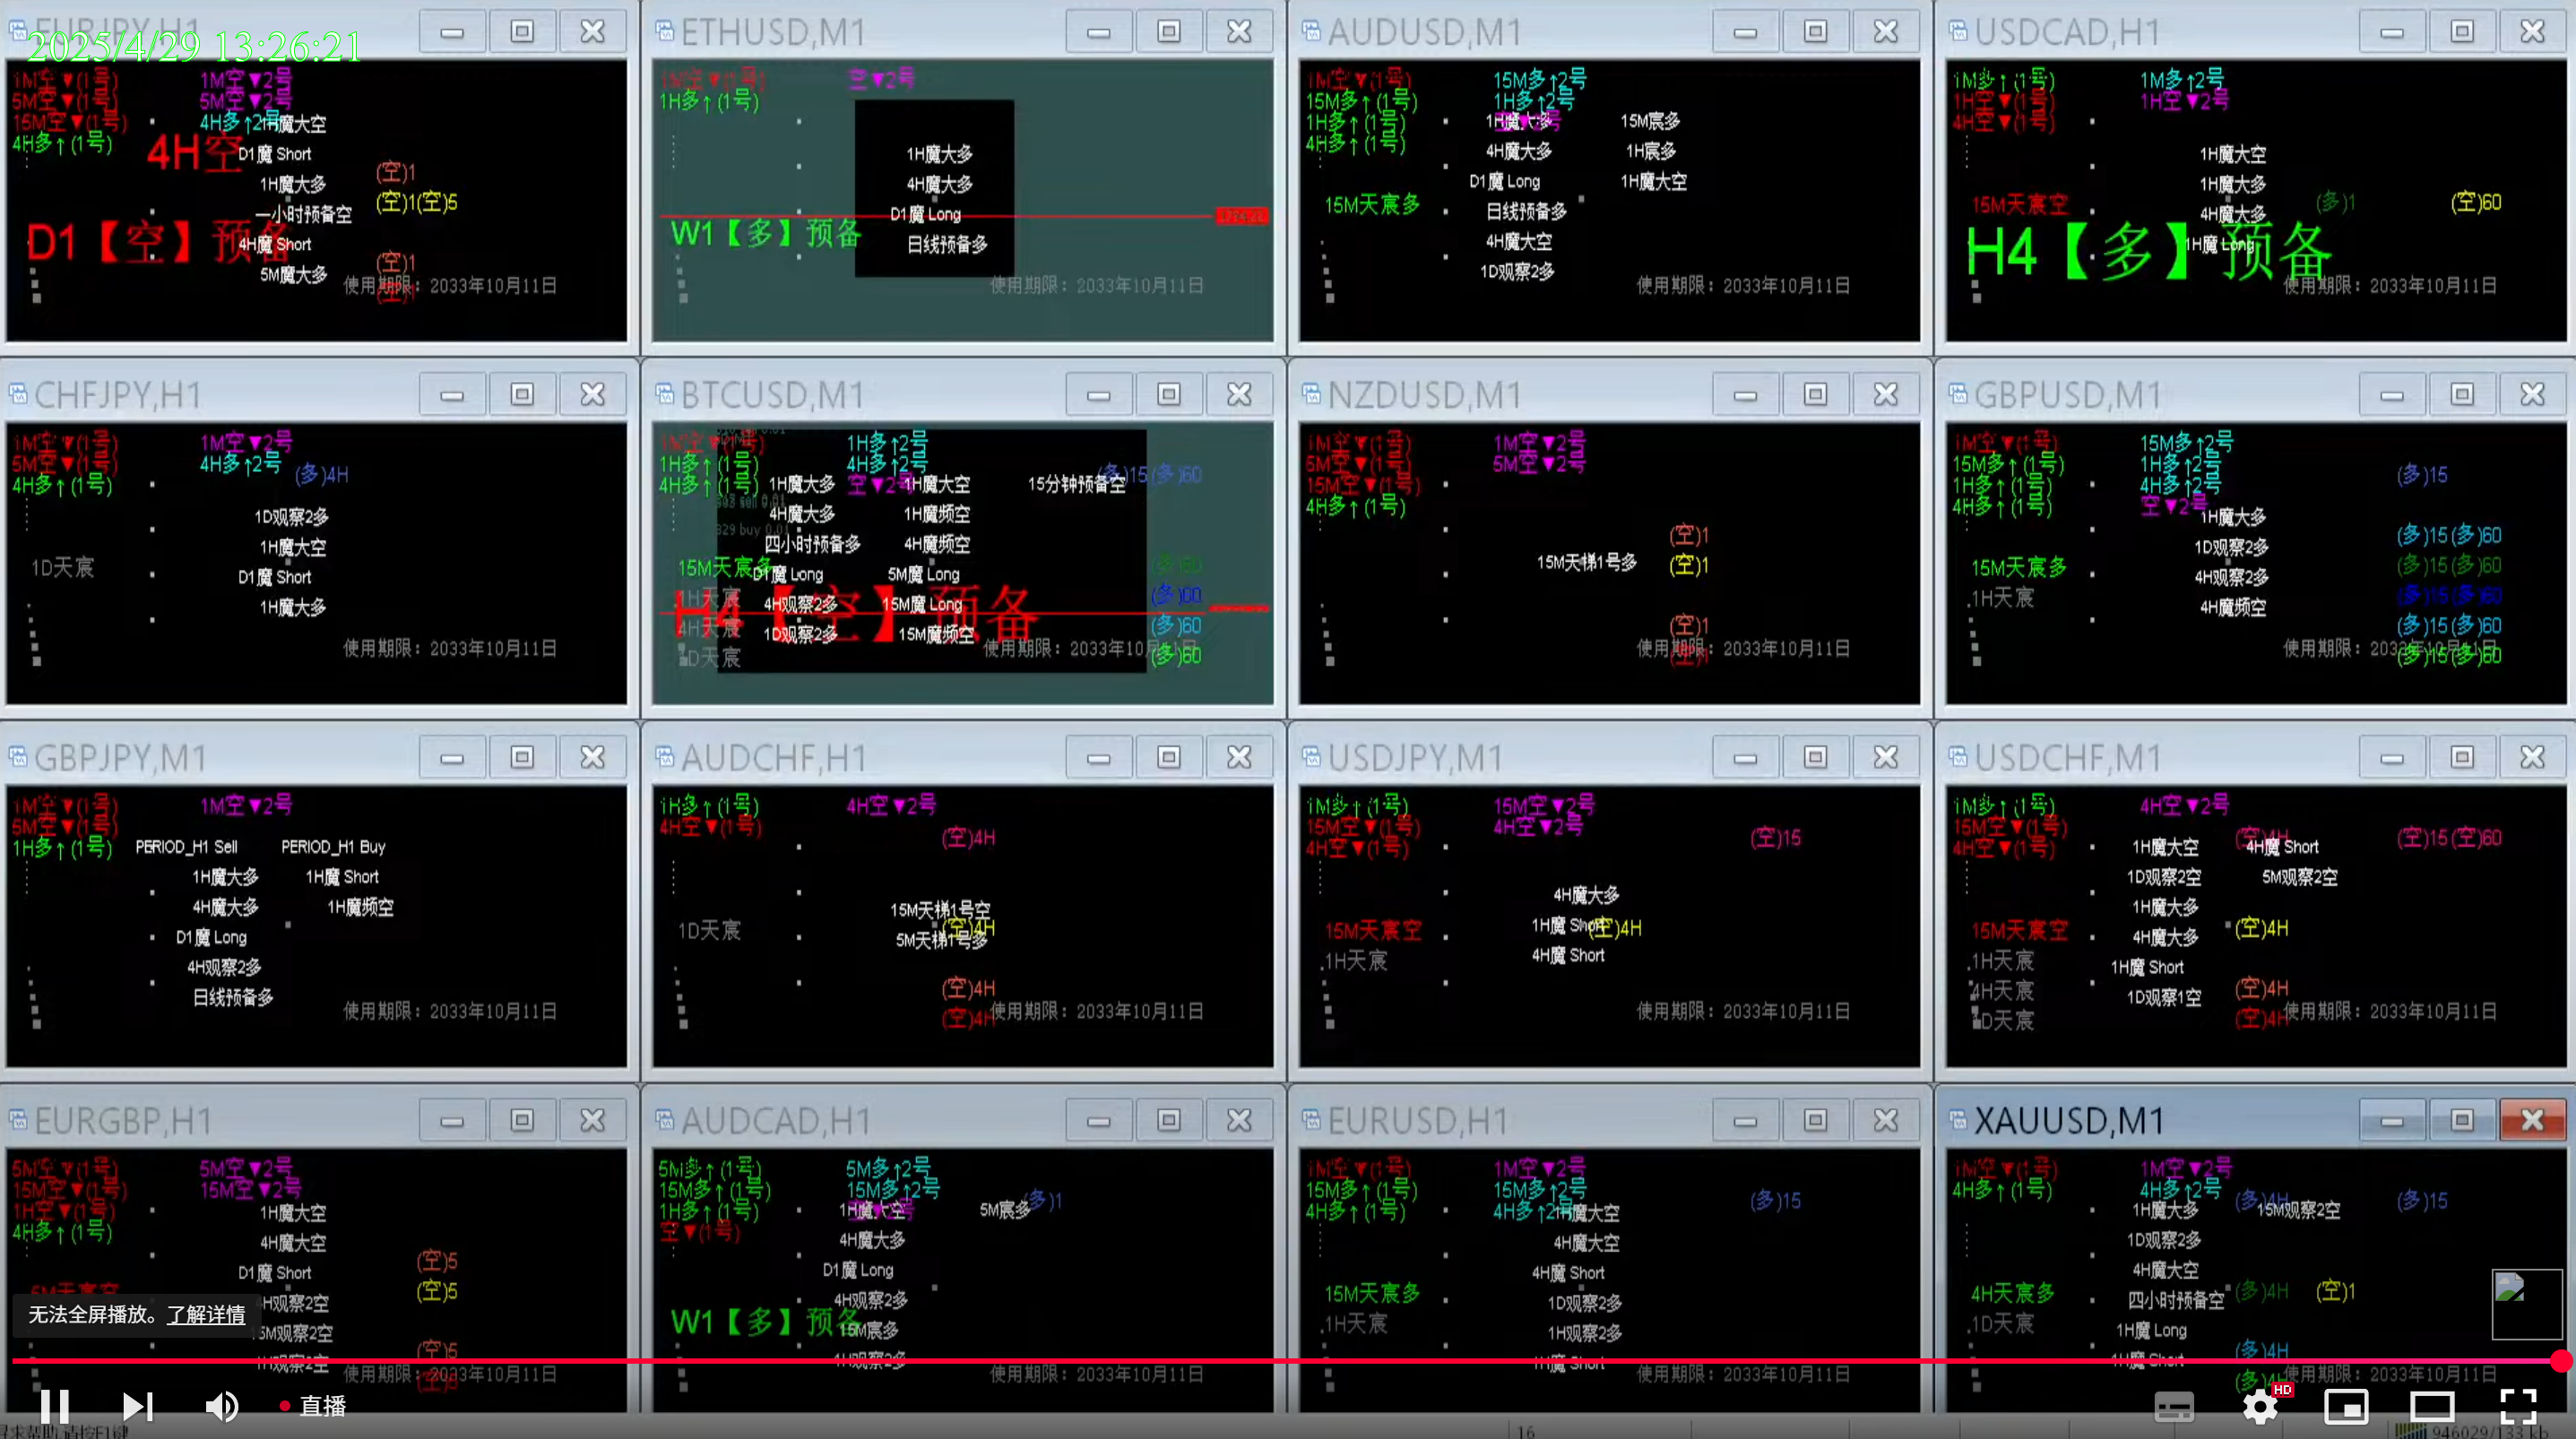 EURJPY,H1
2025/4/29 13:26:21
1M空▼(1号)
1M空▼2号
5M空▼(1号)
5M空▼2号
15M空▼(1号)
4H多↑2号
1H魔大空
4H多↑(1号)
4H空
D1魔 Short
(空)1
1H魔大多
一小时预备空
(空)1(空)5
D1【空】预备
4H魔 Short
(空)1
5M魔大多
使用期限：2033年10月11日
ETHUSD,M1
空▼2号
1H多↑(1号)
1H魔大多
4H魔大多
D1魔 Long
W1【多】预备
日线预备多
使用期限：2033年10月11日
AUDUSD,M1
1M空▼(1号)
15M多↑2号
15M多↑(1号)
1H多↑2号
1H多↑(1号)
1H魔大多
15M宸多
4H多↑(1号)
4H魔大多
1H宸多
D1魔 Long
1H魔大空
15M天宸多
日线预备多
4H魔大空
1D观察2多
使用期限：2033年10月11日
USDCAD,H1
1M多↑(1号)
1M多↑2号
1H空▼(1号)
1H空▼2号
4H空▼(1号)
1H魔大空
1H魔大多
15M天宸空
4H魔大多
(多)1
(空)60
H4【多】预备
1H魔 Long
使用期限：2033年10月11日
CHFJPY,H1
1M空▼(1号)
1M空▼2号
5M空▼(1号)
4H多↑2号
(多)4H
4H多↑(1号)
1D观察2多
1H魔大空
1D天宸
D1魔 Short
1H魔大多
使用期限：2033年10月11日
BTCUSD,M1
1H多↑2号
1H多↑(1号)
4H多↑2号
4H多↑(1号)
1H魔大多
空▼2号
1H魔大空
15分钟预备空
(多)15(多)60
4H魔大多
1H魔频空
829 buy 0.01
四小时预备多
4H魔频空
15M天宸多
D1魔 Long
5M魔 Long
(多)60
1H天宸
4H观察2多
15M魔 Long
(多)60
H4【空】预备
4H天宸
1D观察2多
15M魔频空
(多)60
1D天宸
(多)60
NZDUSD,M1
1M空▼(1号)
1M空▼2号
5M空▼(1号)
5M空▼2号
15M空▼(1号)
4H多↑(1号)
(空)1
15M天梯1号多
(空)1
(空)1
使用期限：2033年10月11日
GBPUSD,M1
1M空▼(1号)
15M多↑2号
15M多↑(1号)
1H多↑2号
(多)15
1H多↑(1号)
4H多↑2号
4H多↑(1号)
空▼2号
1H魔大多
(多)15(多)60
1D观察2多
15M天宸多
4H观察2多
(多)15(多)60
1H天宸
4H魔频空
(多)15(多)60
(多)15(多)60
(多)15(多)60
GBPJPY,M1
1M空▼(1号)
1M空▼2号
5M空▼(1号)
1H多↑(1号)
PERIOD_H1 Sell
PERIOD_H1 Buy
1H魔大多
1H魔 Short
4H魔大多
1H魔频空
D1魔 Long
4H观察2多
日线预备多
使用期限：2033年10月11日
AUDCHF,H1
1H多↑(1号)
4H空▼2号
4H空▼(1号)
(空)4H
15M天梯1号空
1D天宸
(空)4H
5M天梯1号多
(空)4H
(空)4H
使用期限：2033年10月11日
USDJPY,M1
1M多↑(1号)
15M空▼2号
15M空▼(1号)
4H空▼2号
(空)15
4H空▼(1号)
4H魔大多
15M天宸空
1H魔 Short
(空)4H
1H天宸
4H魔 Short
使用期限：2033年10月11日
USDCHF,M1
1M多↑(1号)
4H空▼2号
15M空▼(1号)
4H空▼(1号)
1H魔大空
(空)4H
4H魔 Short
(空)15(空)60
1D观察2空
5M观察2空
1H魔大多
15M天宸空
4H魔大多
(空)4H
1H天宸
1H魔 Short
4H天宸
1D观察1空
(空)4H
1D天宸
(空)4H
使用期限：2033年10月11日
EURGBP,H1
5M空▼(1号)
5M空▼2号
15M空▼(1号)
15M空▼2号
1H空▼(1号)
1H魔大空
4H多↑(1号)
4H魔大空
(空)5
D1魔 Short
(空)5
4H观察2空
5M观察2空
(空)5
1H观察2空
使用期限：2033年10月11日
AUDCAD,H1
5M多↑(1号)
5M多↑2号
15M多↑(1号)
15M多↑2号
1H多↑(1号)
1H魔大空
5M宸多
(多)1
空▼(1号)
4H魔大多
D1魔 Long
4H观察2多
W1【多】预备
15M宸多
1H观察2多
使用期限：2033年10月11日
EURUSD,H1
1M空▼(1号)
1M空▼2号
15M多↑(1号)
15M多↑2号
(多)15
4H多↑(1号)
4H多↑2号
1H魔大空
4H魔大空
4H魔 Short
15M天宸多
1D观察2多
1H天宸
1H观察2多
1H魔 Short
使用期限：2033年10月11日
XAUUSD,M1
1M空▼(1号)
1M空▼2号
4H多↑(1号)
4H多↑2号
(多)4H
(多)15
1H魔大多
15M观察2空
1D观察2多
4H魔大空
4H天宸多
四小时预备空
(多)4H
(空)1
1D天宸
1H魔 Long
1H魔 Short
(多)4H
(多)4H
使用期限：2033年10月11日
无法全屏播放。了解详情
直播
HD
16
946029/133 kb